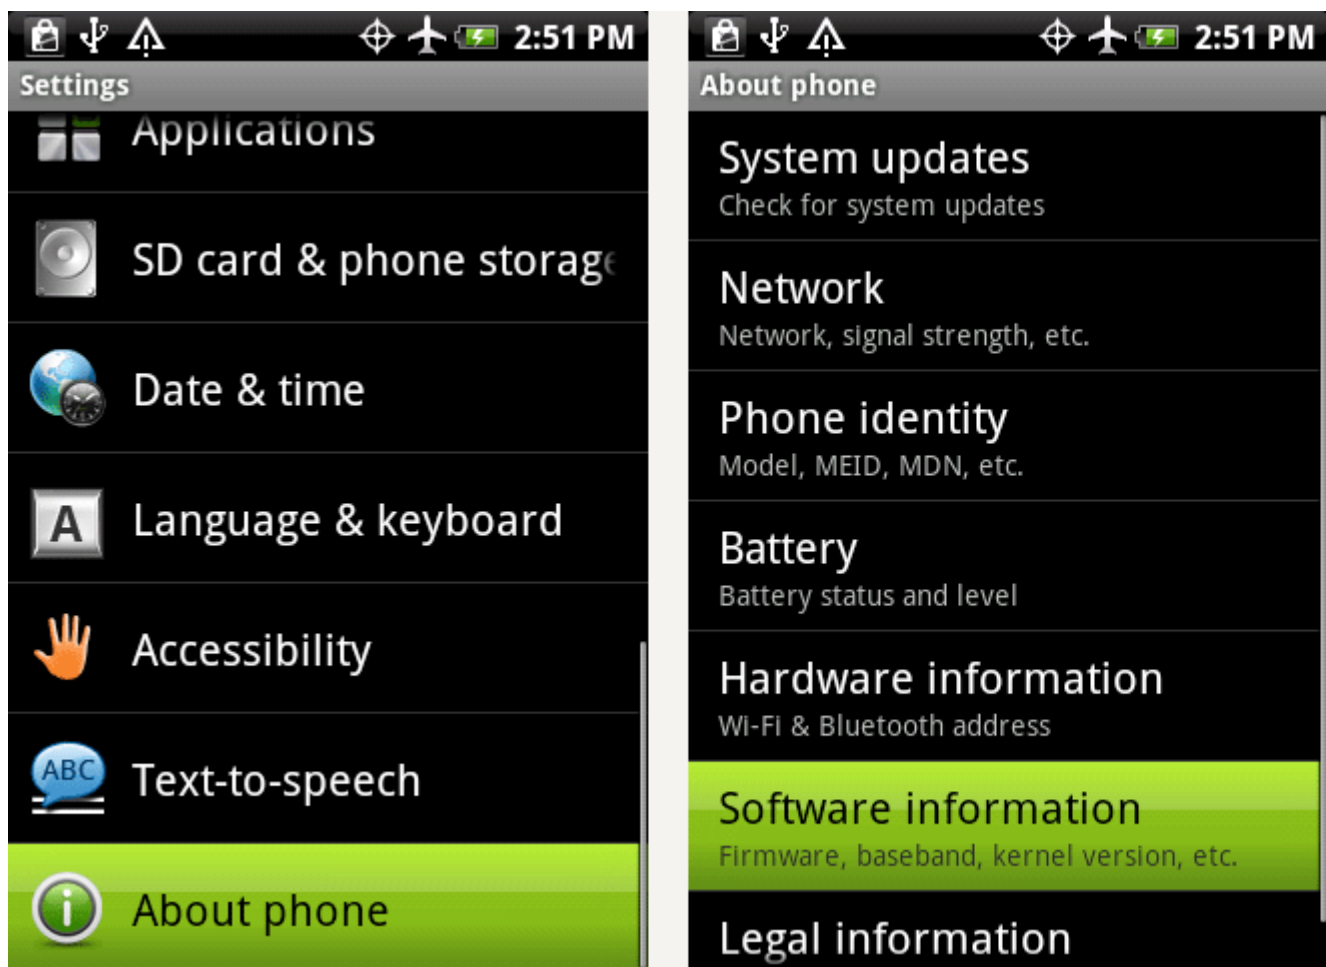 2:51 PM
Settings
Applications
SD card & phone storage
Date & time
A
Language & keyboard
Accessibility
ABC
Text-to-speech
i
About phone
2:51 PM
About phone
System updates
Check for system updates
Network
Network, signal strength, etc.
Phone identity
Model, MEID, MDN, etc.
Battery
Battery status and level
Hardware information
Wi-Fi & Bluetooth address
Software information
Firmware, baseband, kernel version, etc.
Legal information